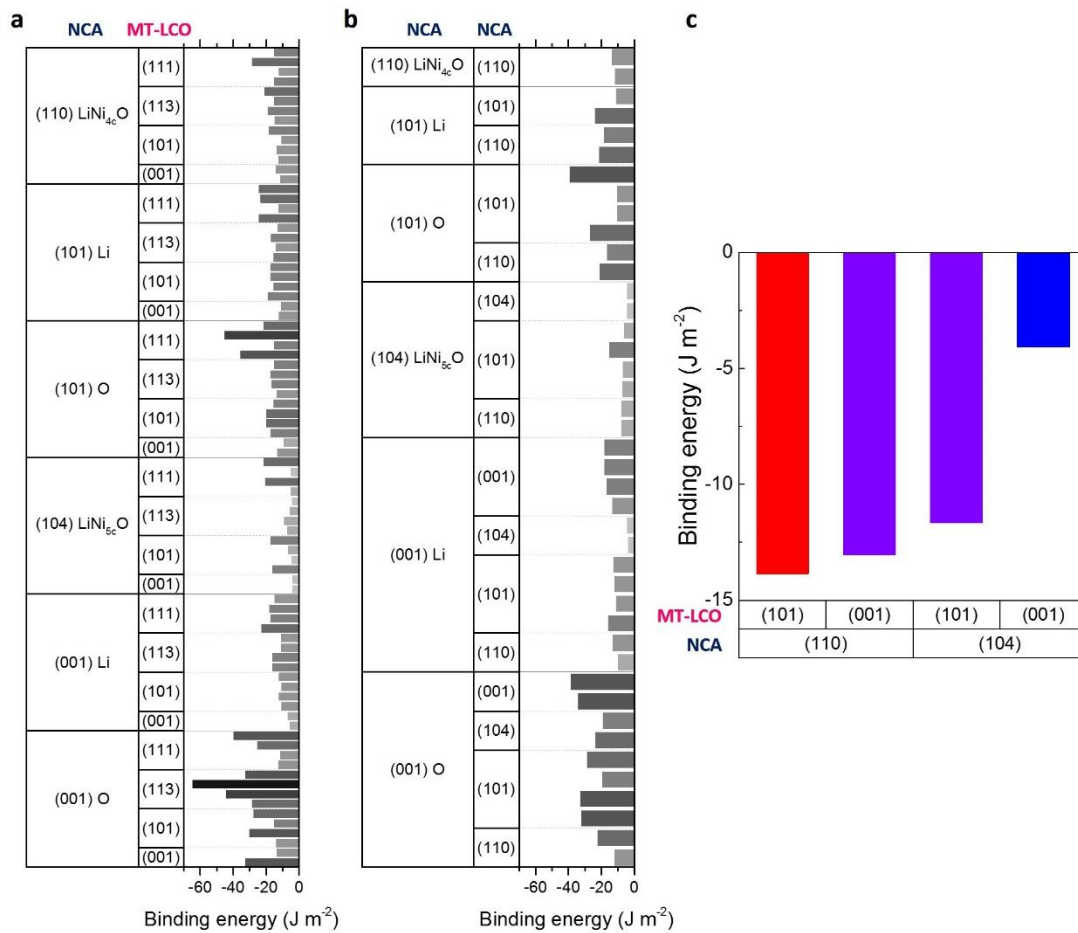 a
NCA MT-LCO
(110) LiNi4cO
(111)
(113)
(101)
(001)
(101) Li
(111)
(113)
(101)
(001)
(101) O
(111)
(113)
(101)
(001)
(104) LiNi5cO
(111)
(113)
(101)
(001)
(001) Li
(111)
(113)
(101)
(001)
(001) O
(111)
(113)
(101)
(001)
-60 -40 -20 0
Binding energy (J m-2)
b
NCA NCA
(110) LiNi4cO
(110)
(101) Li
(101)
(110)
(101) O
(101)
(110)
(104) LiNi5cO
(104)
(101)
(110)
(001) Li
(001)
(104)
(101)
(110)
(001) O
(001)
(104)
(101)
(110)
-60 -40 -20 0
Binding energy (J m-2)
c
0
-5
-10
-15
Binding energy (J m-2)
MT-LCO (101) (001) (101) (001)
NCA (110) (104)